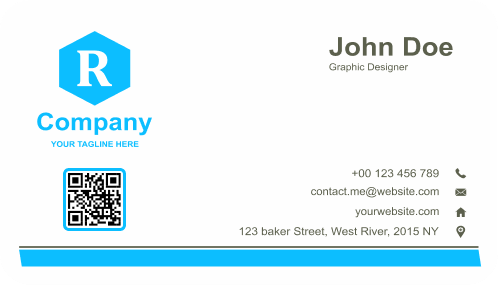 R
Company
YOUR TAGLINE HERE
John Doe
Graphic Designer
+00 123 456 789
contact.me@website.com
yourwebsite.com
123 baker Street, West River, 2015 NY